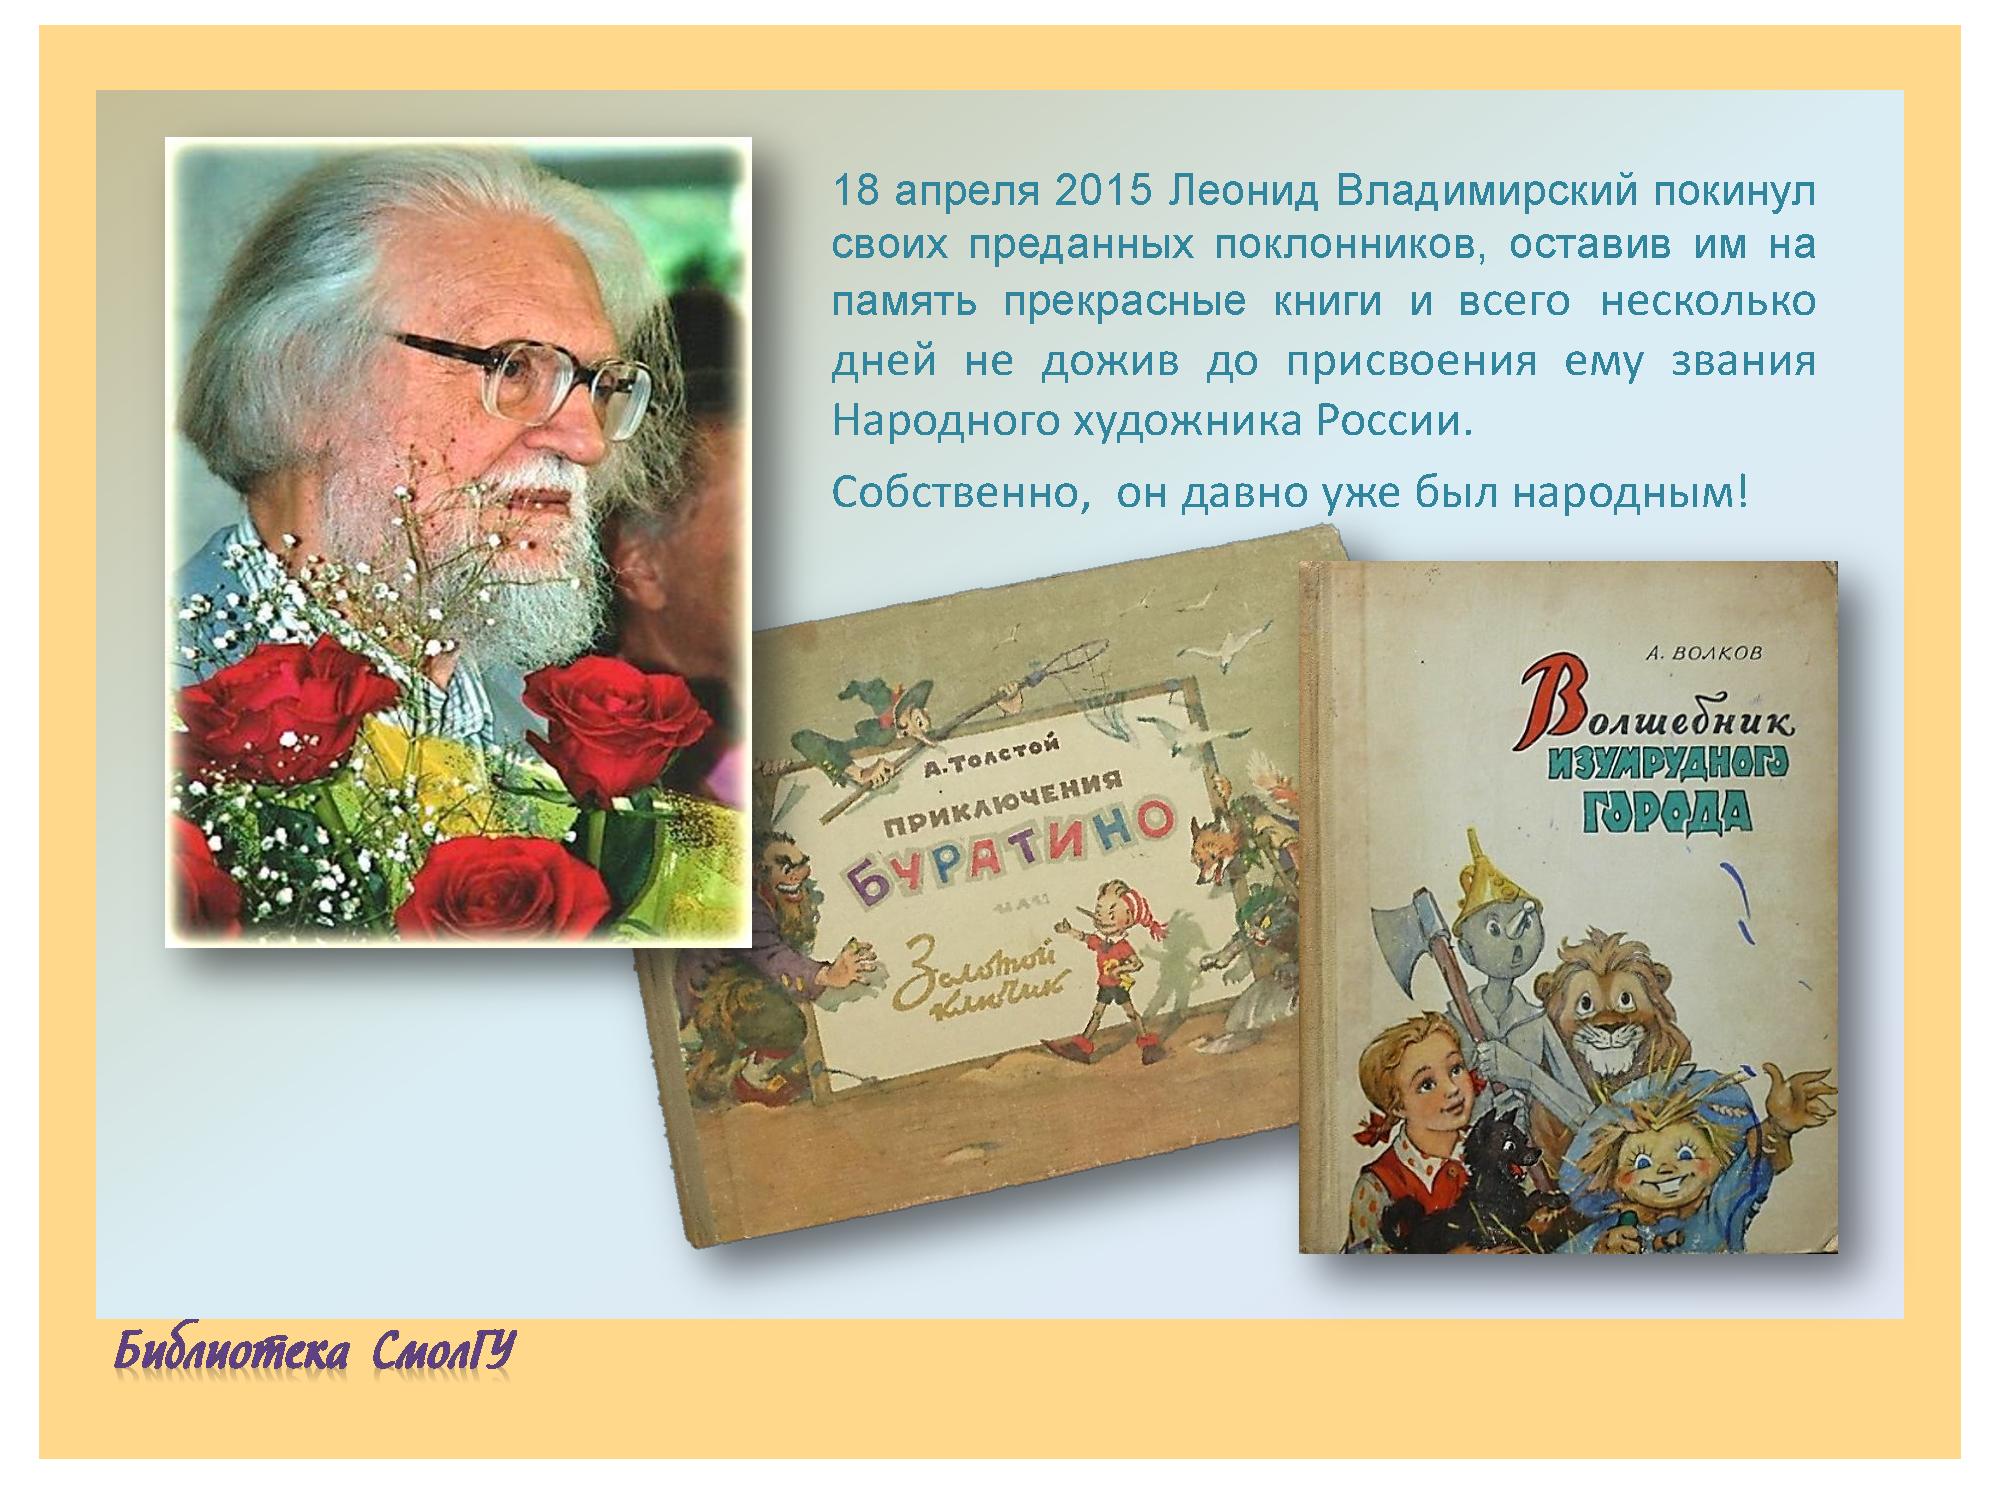 18 апреля 2015 Леонид Владимирский покинул
своих преданных поклонников, оставив им на
память прекрасные книги и всего несколько
дней не дожив до присвоения ему звания
Народного художника России.
Собственно, он давно уже был народным!
А. ТОЛСТОЙ
ПРИКЛЮЧЕНИЯ
БУРАТИНО
ИЛИ
Золотой
ключик
А. ВОЛКОВ
Волшебник
ИЗУМРУДНОГО
ГОРОДА
Библиотека СмолГУ